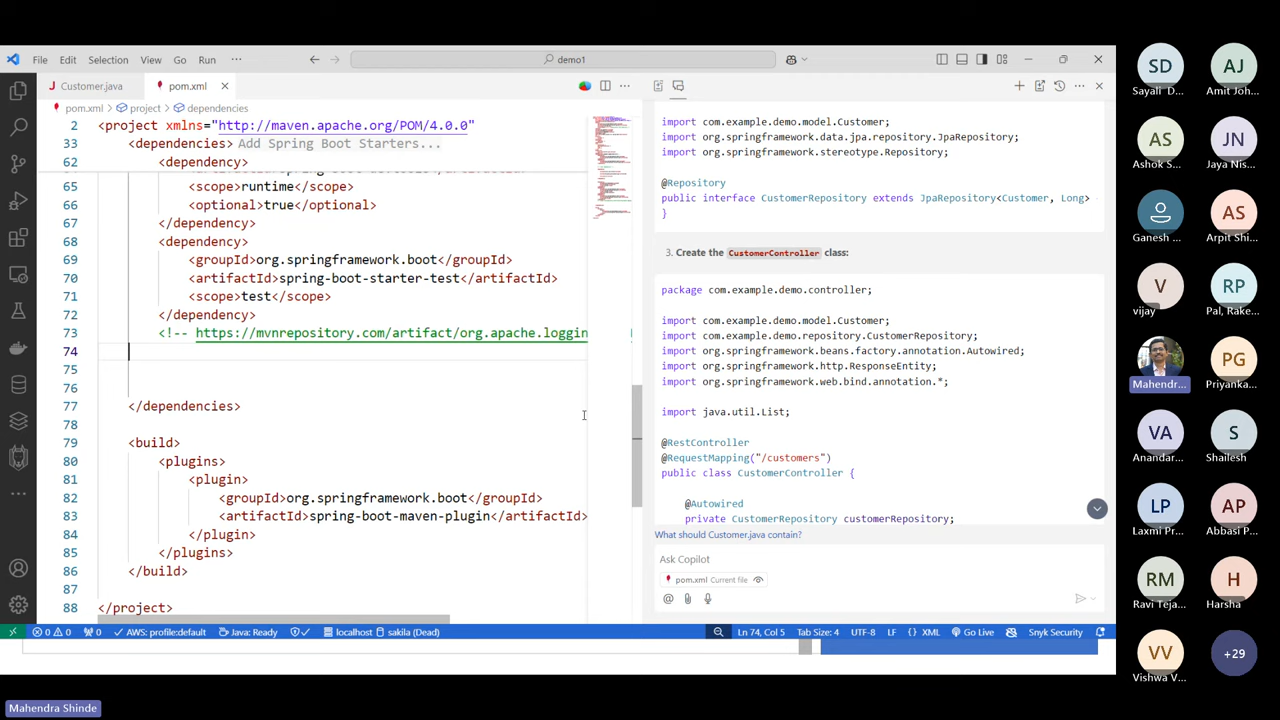 File Edit Selection View Go Run ··· demo1
Customer.java
pom.xml
pom.xml > project > dependencies
2 <project xmlns="http://maven.apache.org/POM/4.0.0"
33 <dependencies> Add Spring Boot Starters...
62 <dependency>
65 <scope>runtime</scope>
66 <optional>true</optional>
67 </dependency>
68 <dependency>
69 <groupId>org.springframework.boot</groupId>
70 <artifactId>spring-boot-starter-test</artifactId>
71 <scope>test</scope>
72 </dependency>
73 <!-- https://mvnrepository.com/artifact/org.apache.loggin
74
75
76
77 </dependencies>
78
79 <build>
80 <plugins>
81 <plugin>
82 <groupId>org.springframework.boot</groupId>
83 <artifactId>spring-boot-maven-plugin</artifactId>
84 </plugin>
85 </plugins>
86 </build>
87
88 </project>
import com.example.demo.model.Customer;
import org.springframework.data.jpa.repository.JpaRepository;
import org.springframework.stereotype.Repository;
@Repository
public interface CustomerRepository extends JpaRepository<Customer, Long>
}
3. Create the CustomerController class:
package com.example.demo.controller;
import com.example.demo.model.Customer;
import com.example.demo.repository.CustomerRepository;
import org.springframework.beans.factory.annotation.Autowired;
import org.springframework.http.ResponseEntity;
import org.springframework.web.bind.annotation.*;
import java.util.List;
@RestController
@RequestMapping("/customers")
public class CustomerController {
@Autowired
private CustomerRepository customerRepository;
What should Customer.java contain?
Ask Copilot
pom.xml Current file
0 0 0 AWS: profile:default Java: Ready localhost sakila (Dead) Ln 74, Col 5 Tab Size: 4 UTF-8 LF {} XML Go Live Snyk Security
Mahendra Shinde
SD AJ
Sayali D... Amit Joh...
AS JN
Ashok S... Jaya Nis...
AS
Ganesh ... Arpit Shi...
V RP
vijay Pal, Rake...
PG
Mahendr... Priyanka...
VA S
Anandar... Shailesh
LP AP
Laxmi Pr... Abbasi P...
RM H
Ravi Teja... Harsha
VV +29
Vishwa V...